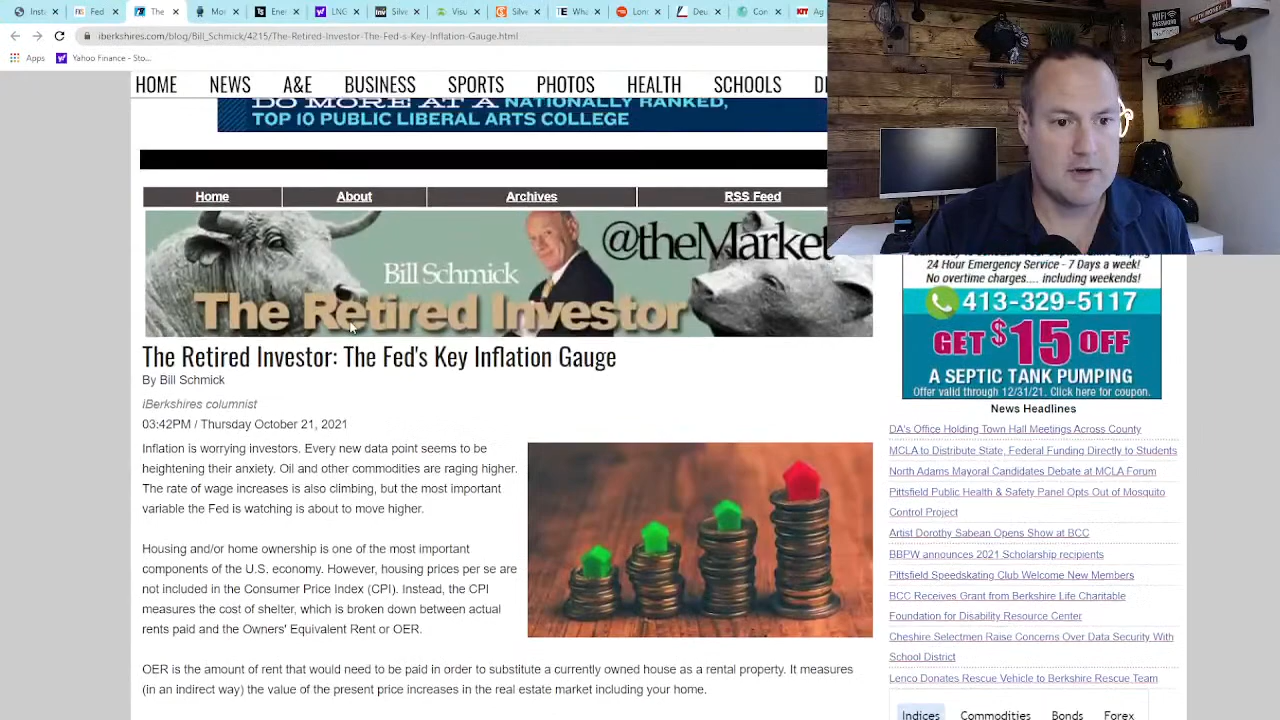 Inst
Fed
The
Mor
Ene
LNG
Silve
Visu
Silve
Wha
Lon
Deu
Con
Ag
iberkshires.com/blog/Bill_Schmick/4215/The-Retired-Investor-The-Fed-s-Key-Inflation-Gauge.html
Apps
Yahoo Finance - Sto...
WIFI
PASSWORD
HOME NEWS A&E BUSINESS SPORTS PHOTOS HEALTH SCHOOLS
DO MORE AT A NATIONALLY RANKED,
TOP 10 PUBLIC LIBERAL ARTS COLLEGE
Home About Archives RSS Feed
@theMarket
Bill Schmick
The Retired Investor
The Retired Investor: The Fed's Key Inflation Gauge
By Bill Schmick
iBerkshires columnist
03:42PM / Thursday October 21, 2021
Inflation is worrying investors. Every new data point seems to be
heightening their anxiety. Oil and other commodities are raging higher.
The rate of wage increases is also climbing, but the most important
variable the Fed is watching is about to move higher.
Housing and/or home ownership is one of the most important
components of the U.S. economy. However, housing prices per se are
not included in the Consumer Price Index (CPI). Instead, the CPI
measures the cost of shelter, which is broken down between actual
rents paid and the Owners' Equivalent Rent or OER.
OER is the amount of rent that would need to be paid in order to substitute a currently owned house as a rental property. It measures
(in an indirect way) the value of the present price increases in the real estate market including your home.
24 Hour Emergency Service - 7 Days a week!
No overtime charges.... including weekends!
413-329-5117
GET $15 OFF
A SEPTIC TANK PUMPING
Offer valid through 12/31/21. Click here for coupon.
News Headlines
DA's Office Holding Town Hall Meetings Across County
MCLA to Distribute State, Federal Funding Directly to Students
North Adams Mayoral Candidates Debate at MCLA Forum
Pittsfield Public Health & Safety Panel Opts Out of Mosquito
Control Project
Artist Dorothy Sabean Opens Show at BCC
BBPW announces 2021 Scholarship recipients
Pittsfield Speedskating Club Welcome New Members
BCC Receives Grant from Berkshire Life Charitable
Foundation for Disability Resource Center
Cheshire Selectmen Raise Concerns Over Data Security With
School District
Lenco Donates Rescue Vehicle to Berkshire Rescue Team
Indices Commodities Bonds Forex